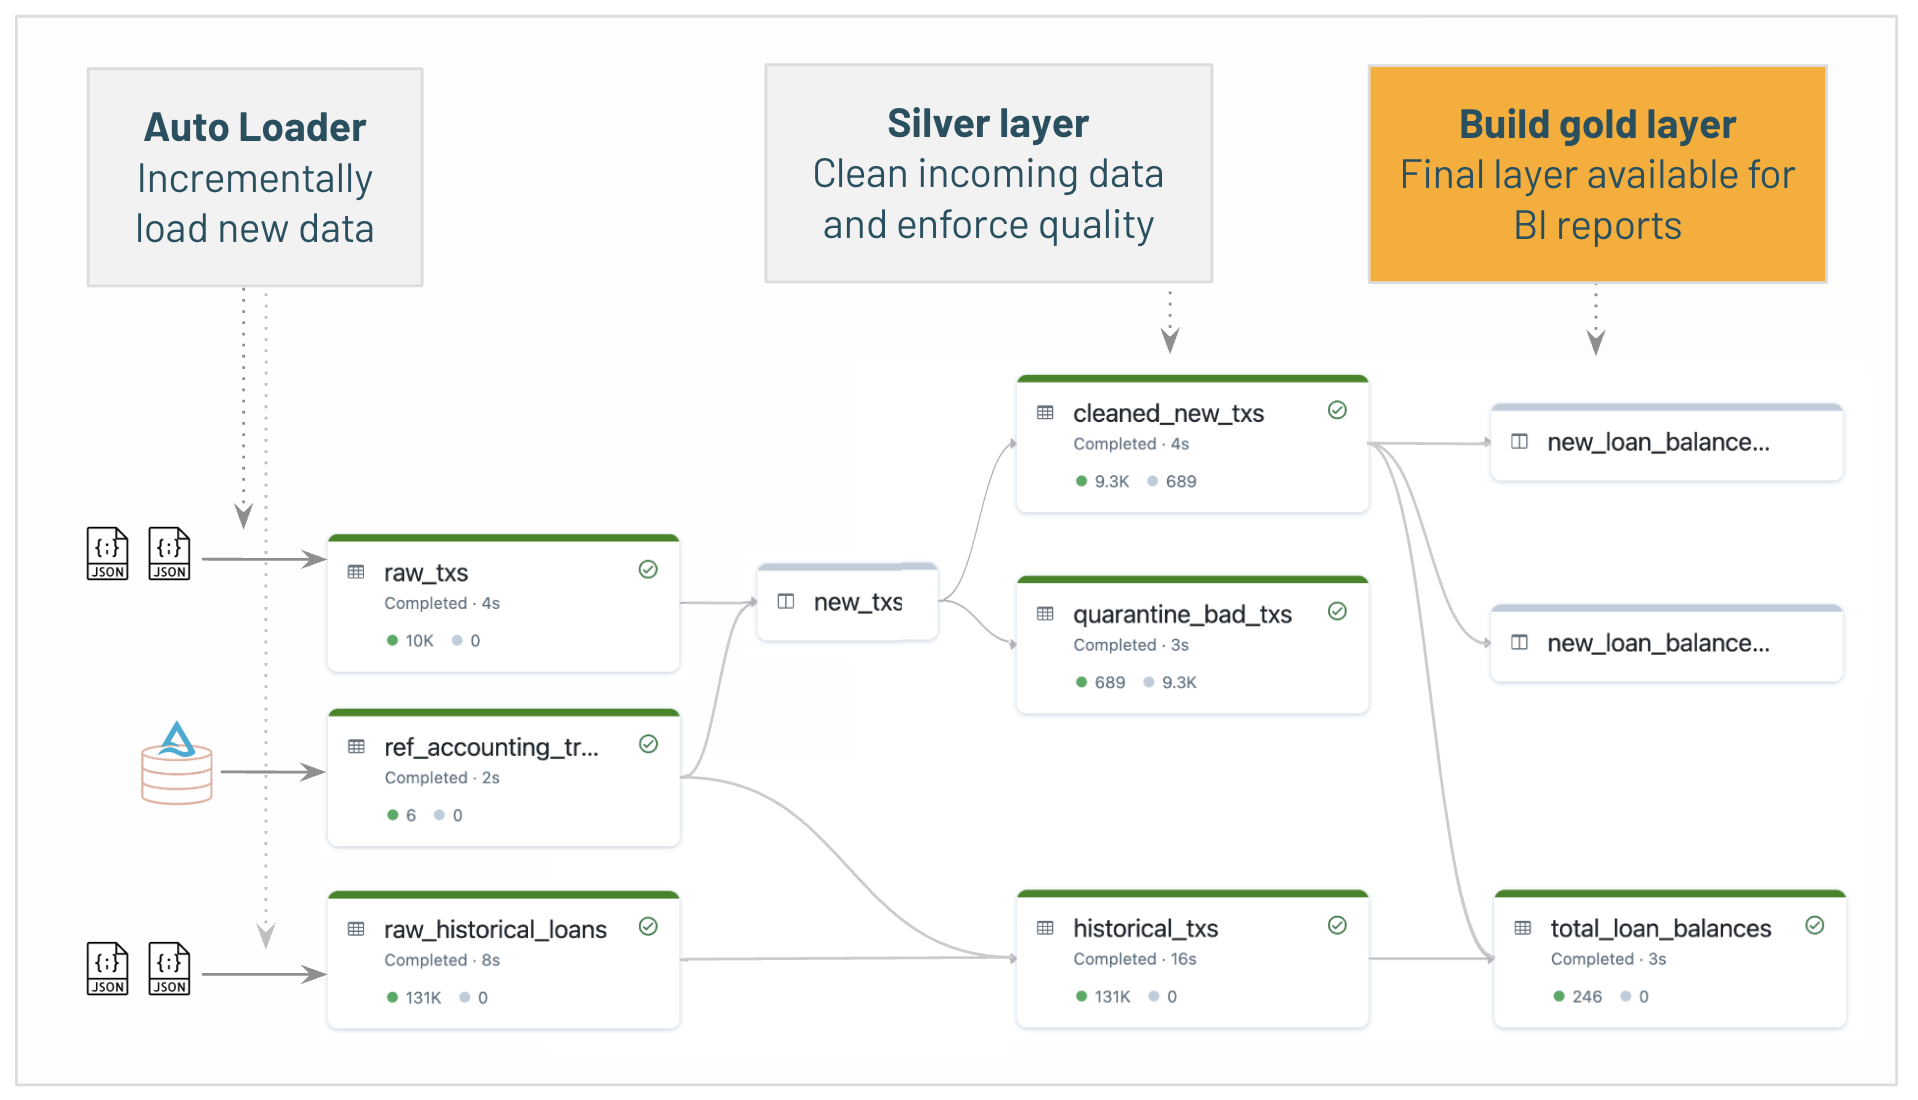 Auto Loader
Incrementally
load new data
Silver layer
Clean incoming data
and enforce quality
Build gold layer
Final layer available for
BI reports
{;}
JSON
{;}
JSON
raw_txs
Completed · 4s
10K 0
ref_accounting_tr...
Completed · 2s
6 0
{;}
JSON
{;}
JSON
raw_historical_loans
Completed · 8s
131K 0
new_txs
cleaned_new_txs
Completed · 4s
9.3K 689
quarantine_bad_txs
Completed · 3s
689 9.3K
historical_txs
Completed · 16s
131K 0
new_loan_balance...
new_loan_balance...
total_loan_balances
Completed · 3s
246 0